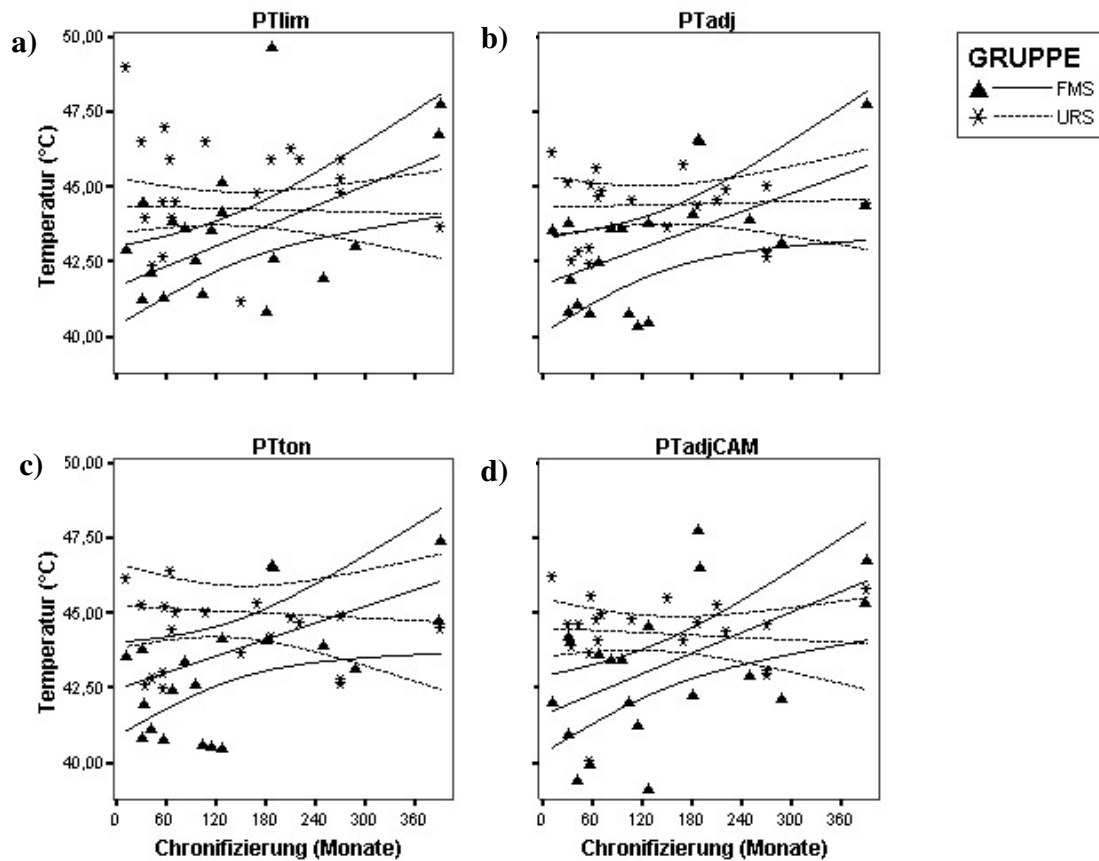 PTlim
PTadj
a)
b)
GRUPPE
FMS
URS
Temperatur (°C)
50,00
47,50
45,00
42,50
40,00
PTton
PTadjCAM
c)
d)
Temperatur (°C)
50,00
47,50
45,00
42,50
40,00
0 60 120 180 240 300 360
0 60 120 180 240 300 360
Chronifizierung (Monate)
Chronifizierung (Monate)